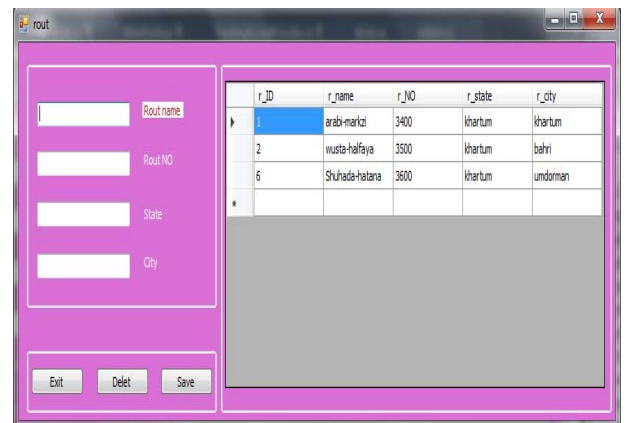 rout
Rout name
Rout NO
State
City
Exit Delet Save
r_ID r_name r_NO r_state r_city
1 arabi-markzi 3400 khartum khartum
2 wusta-halfaya 3500 khartum bahri
6 Shuhada-hatana 3600 khartum umdorman